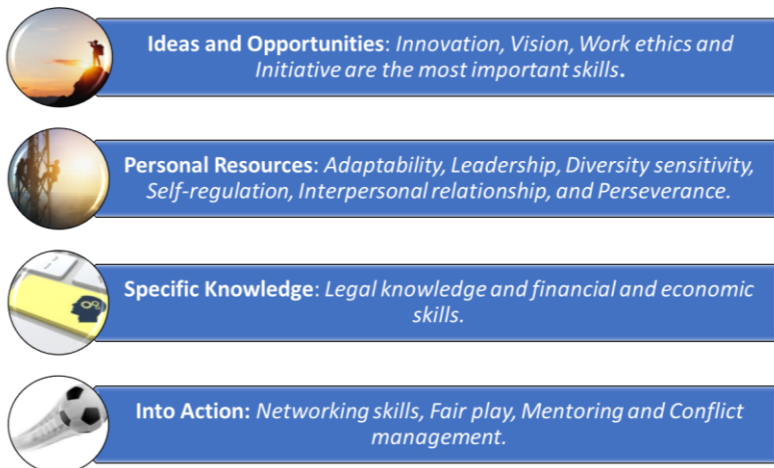 Ideas and Opportunities: Innovation, Vision, Work ethics and
Initiative are the most important skills.
Personal Resources: Adaptability, Leadership, Diversity sensitivity,
Self-regulation, Interpersonal relationship, and Perseverance.
Specific Knowledge: Legal knowledge and financial and economic
skills.
Into Action: Networking skills, Fair play, Mentoring and Conflict
management.